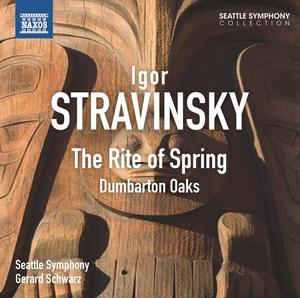 NAXOS
SEATTLE SYMPHONY
COLLECTION
Igor
STRAVINSKY
The Rite of Spring
Dumbarton Oaks
Seattle Symphony
Gerard Schwarz